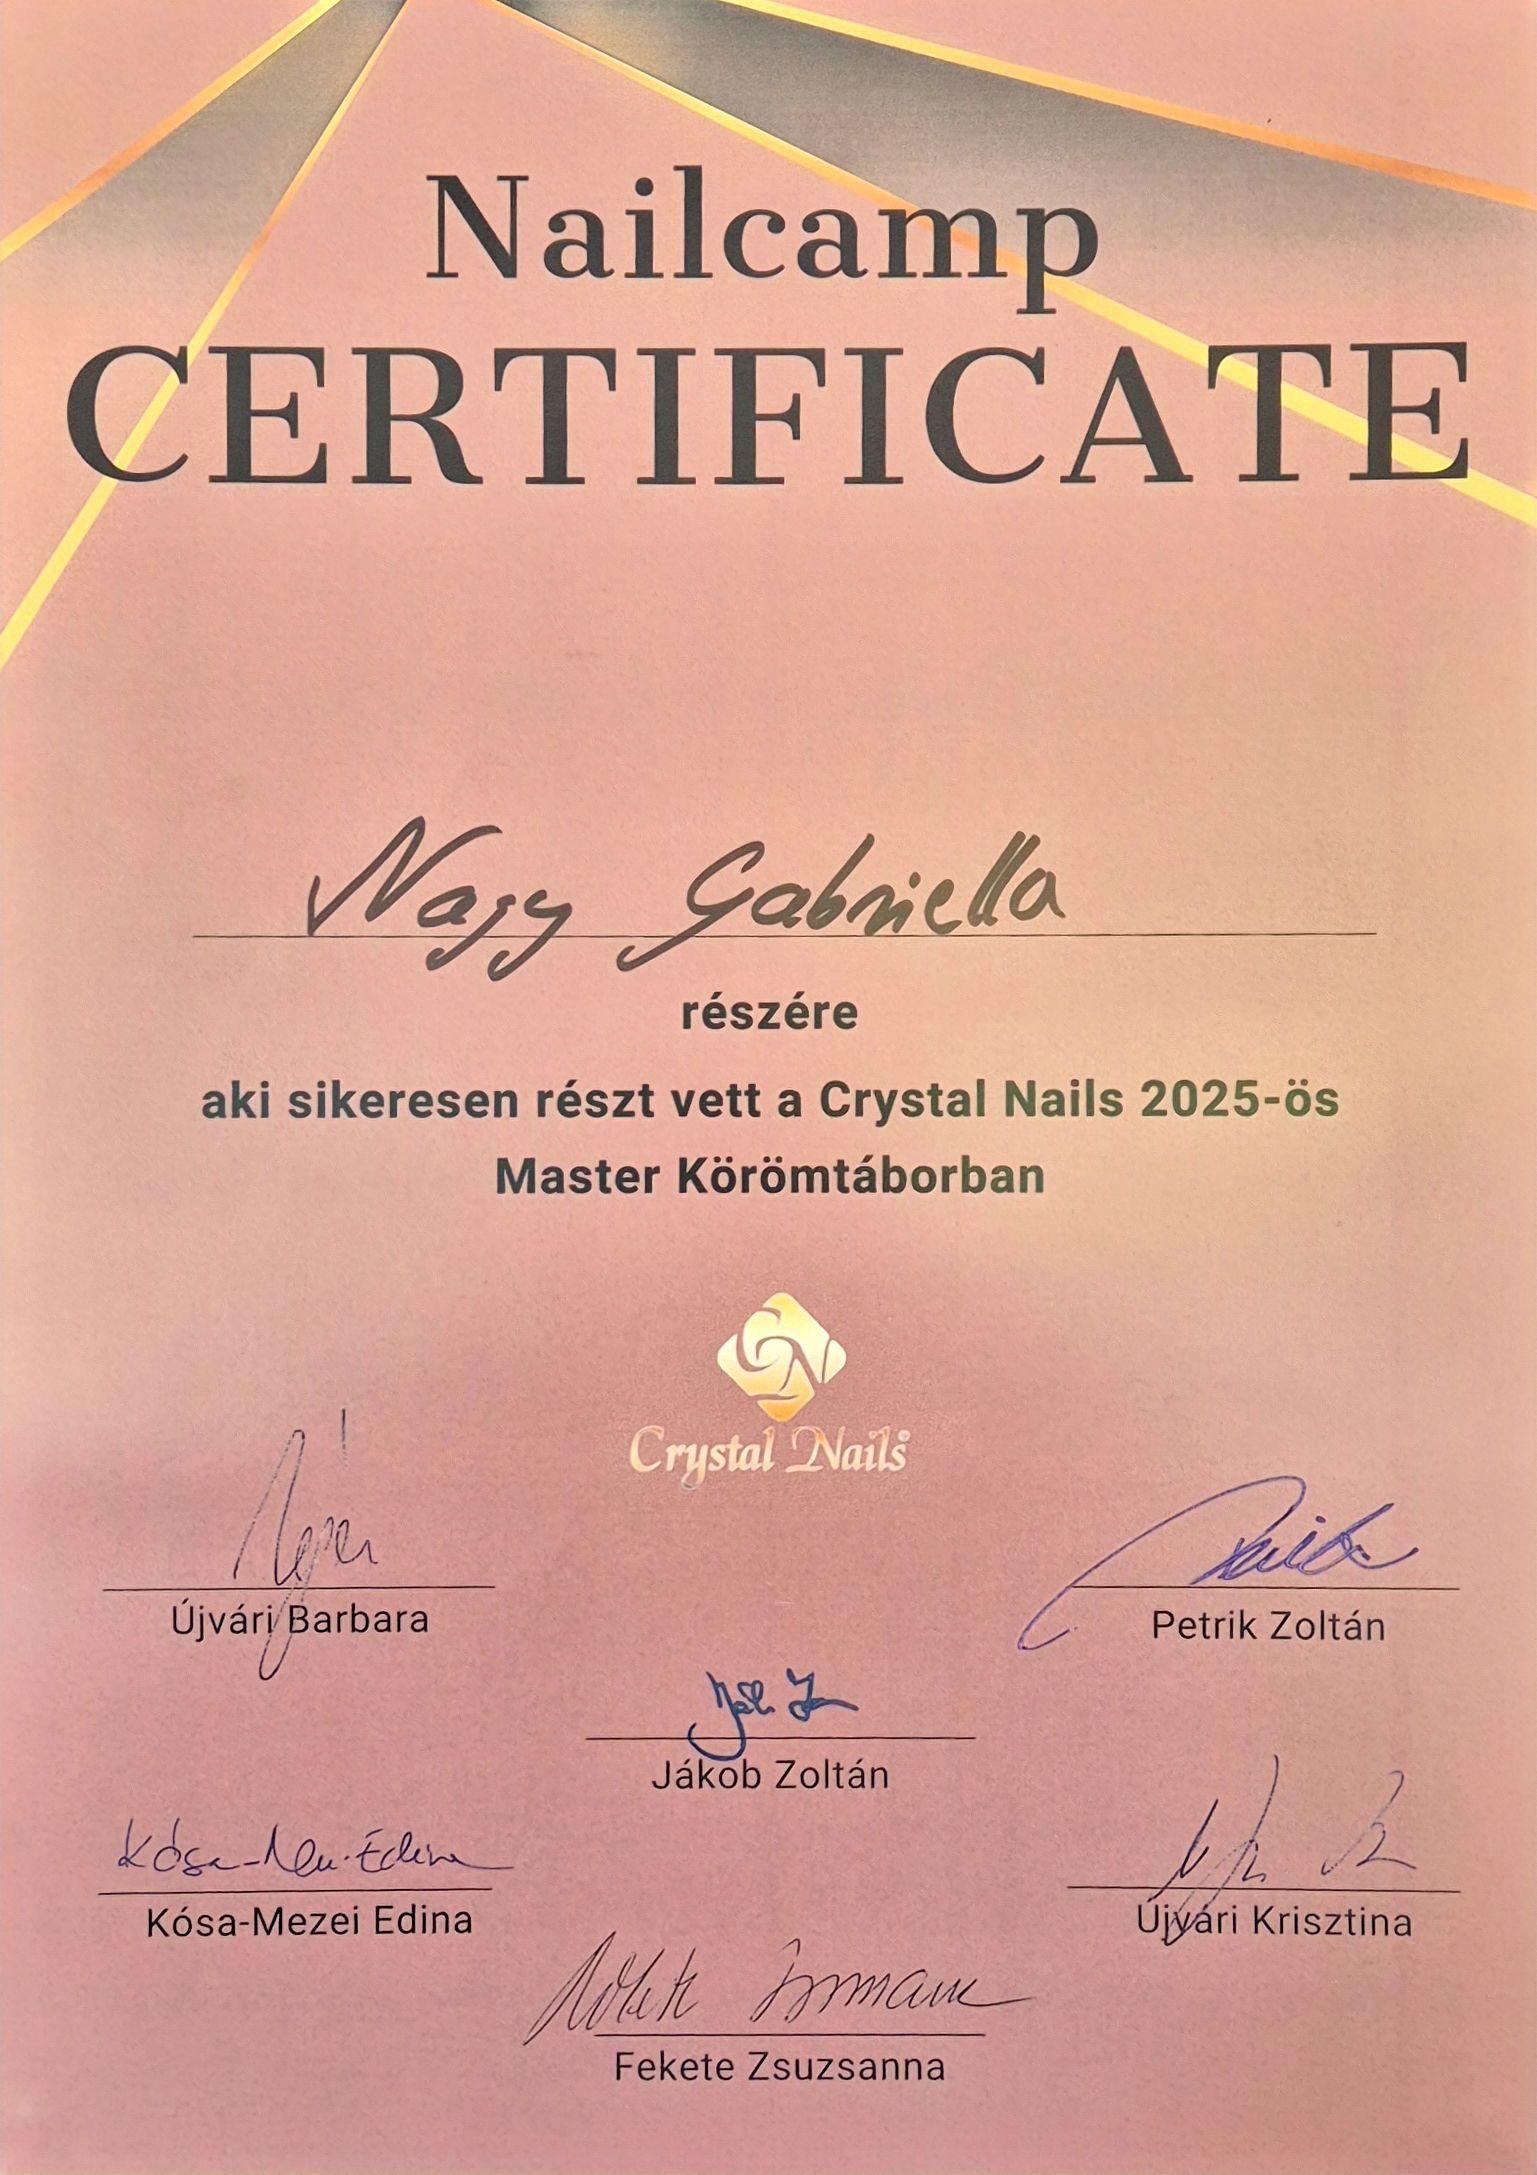 Nailcamp
CERTIFICATE
Nagy Gabriella
részére
aki sikeresen részt vett a Crystal Nails 2025-ös
Master Körömtáborban
CN
Crystal Nails®
Újvári Barbara
Petrik Zoltán
Jákob Zoltán
Kósa-Mezei Edina
Kósa-Mezei Edina
Újvári Krisztina
Fekete Zsuzsanna